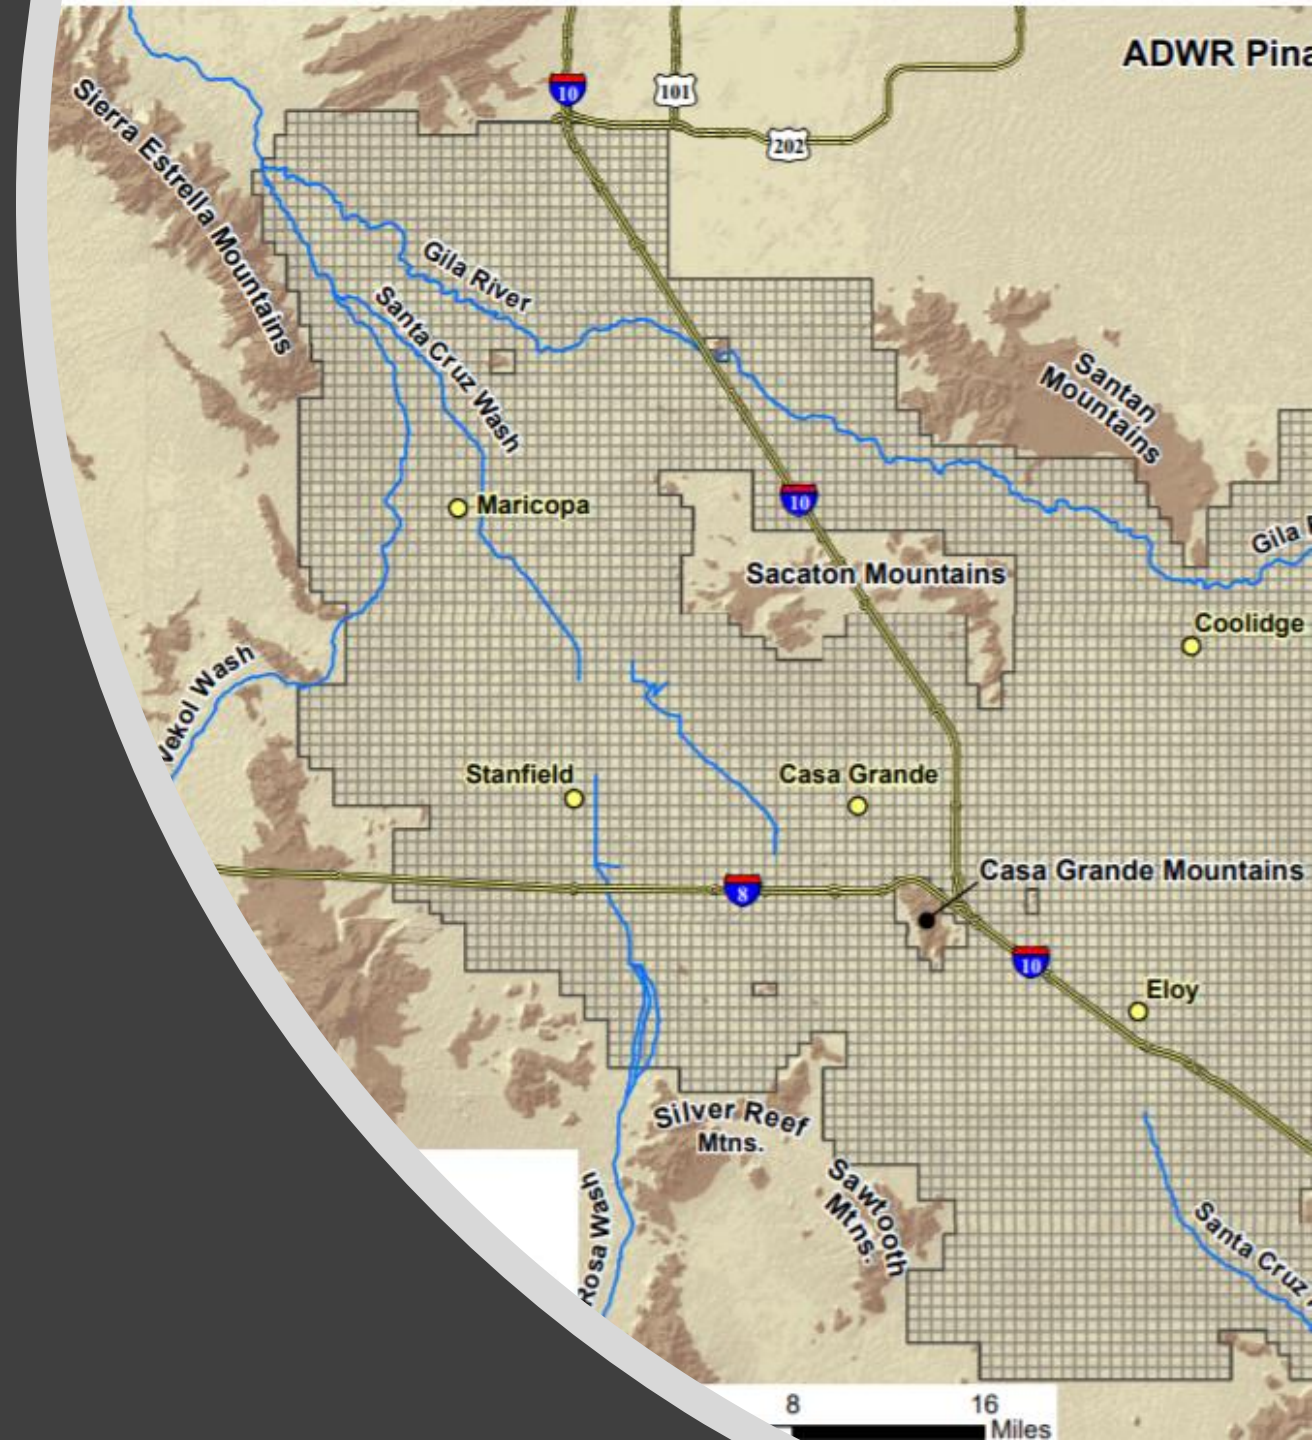 ADWR Pina
10
101
202
Sierra Estrella Mountains
Gila River
Santa Cruz Wash
Santan
Mountains
Maricopa
10
Sacaton Mountains
Gila
Coolidge
Vekol Wash
Stanfield
Casa Grande
Casa Grande Mountains
8
10
Eloy
Silver Reef
Mtns.
Sawtooth
Mtns.
Rosa Wash
Santa Cruz
8
16
Miles